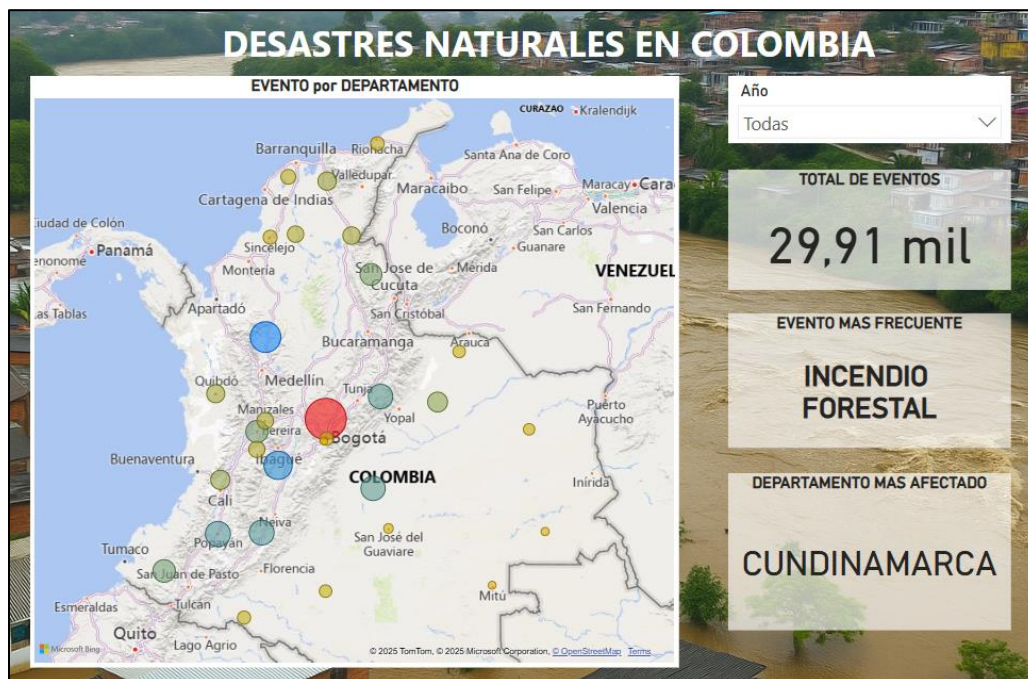 DESASTRES NATURALES EN COLOMBIA
EVENTO por DEPARTAMENTO
CURAZAO
Kralendijk
Barranquilla
Riohacha
Santa Ana de Coro
Valledupar
Maracaibo
San Felipe
Maracay
Cara
Cartagena de Indias
Valencia
Ciudad de Colón
Boconó
San Carlos
Guanare
Panamá
Sincelejo
enonomé
Montería
San Jose de
Cucuta
Mérida
VENEZUEL
Las Tablas
Apartadó
San Cristóbal
San Fernando
Bucaramanga
Arauca
Quibdó
Medellín
Tunja
Manizales
Yopal
Puerto
Ayacucho
Pereira
Bogotá
Buenaventura
Ibagué
COLOMBIA
Inírida
Cali
Neiva
Popayán
San José del
Guaviare
Tumaco
San Juan de Pasto
Florencia
Mitú
Esmeraldas
Tulcán
Quito
Lago Agrio
Microsoft Bing
© 2025 TomTom, © 2025 Microsoft Corporation, © OpenStreetMap Terms
Año
Todas
TOTAL DE EVENTOS
29,91 mil
EVENTO MAS FRECUENTE
INCENDIO
FORESTAL
DEPARTAMENTO MAS AFECTADO
CUNDINAMARCA